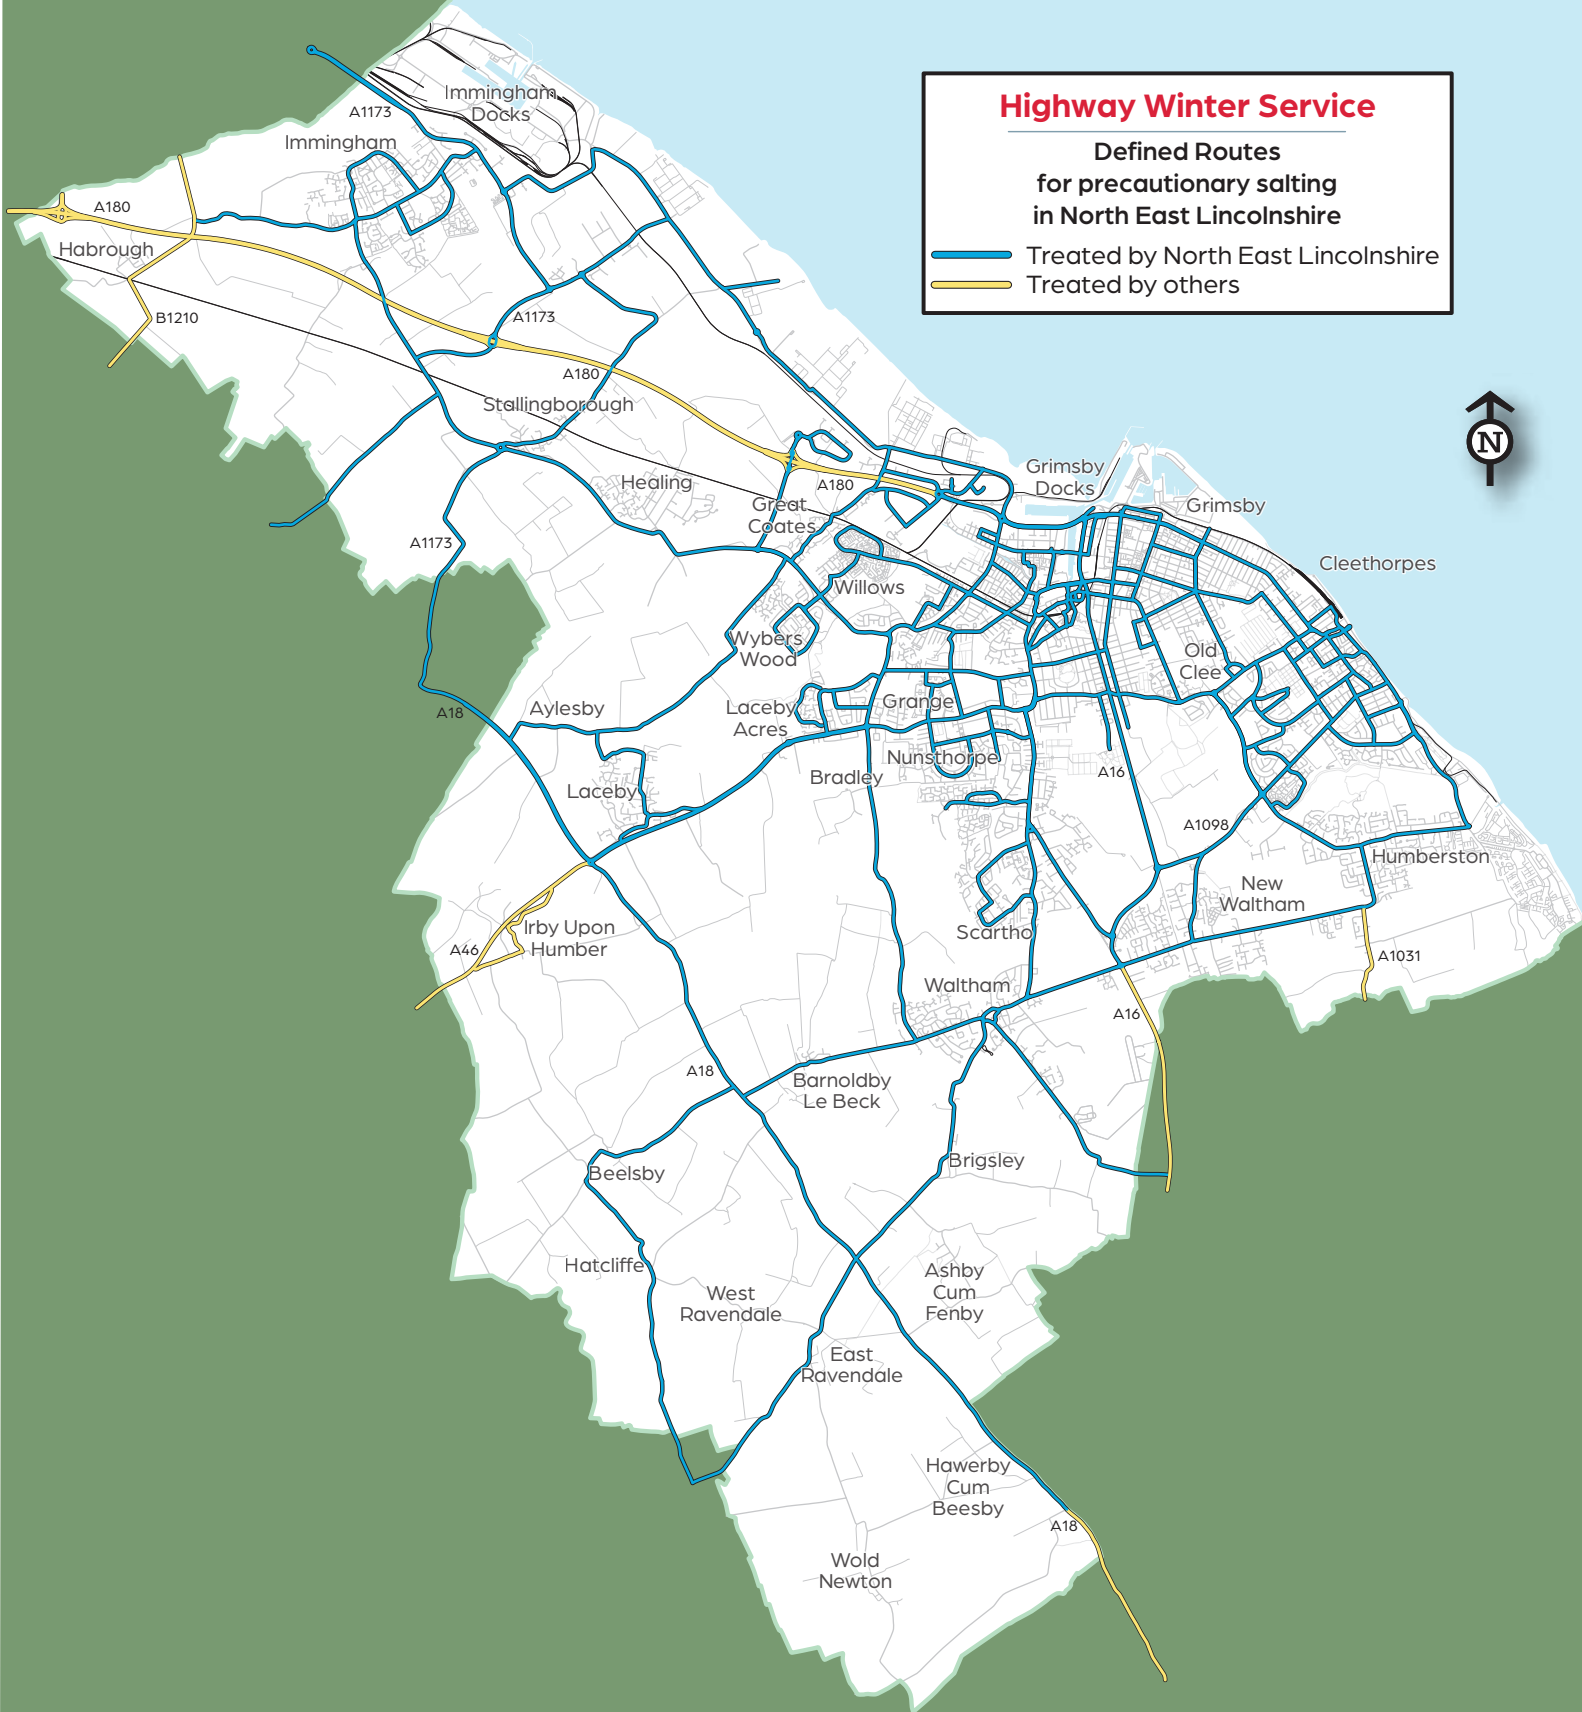 Highway Winter Service
Defined Routes
for precautionary salting
in North East Lincolnshire
Treated by North East Lincolnshire
Treated by others
Immingham
Docks
A1173
Immingham
A180
Habrough
B1210
A1173
A180
Stallingborough
Healing
A180
Great
Coates
Grimsby
Docks
Grimsby
N
A1173
Cleethorpes
Willows
Wybers
Wood
Old
Clee
A18
Aylesby
Laceby
Acres
Grange
Nunsthorpe
Bradley
A16
Laceby
A1098
Humberston
New
Waltham
Irby Upon
Humber
A46
Scartho
A1031
Waltham
A16
A18
Barnoldby
Le Beck
Beelsby
Brigsley
Hatcliffe
West
Ravendale
Ashby
Cum
Fenby
East
Ravendale
Hawerby
Cum
Beesby
A18
Wold
Newton